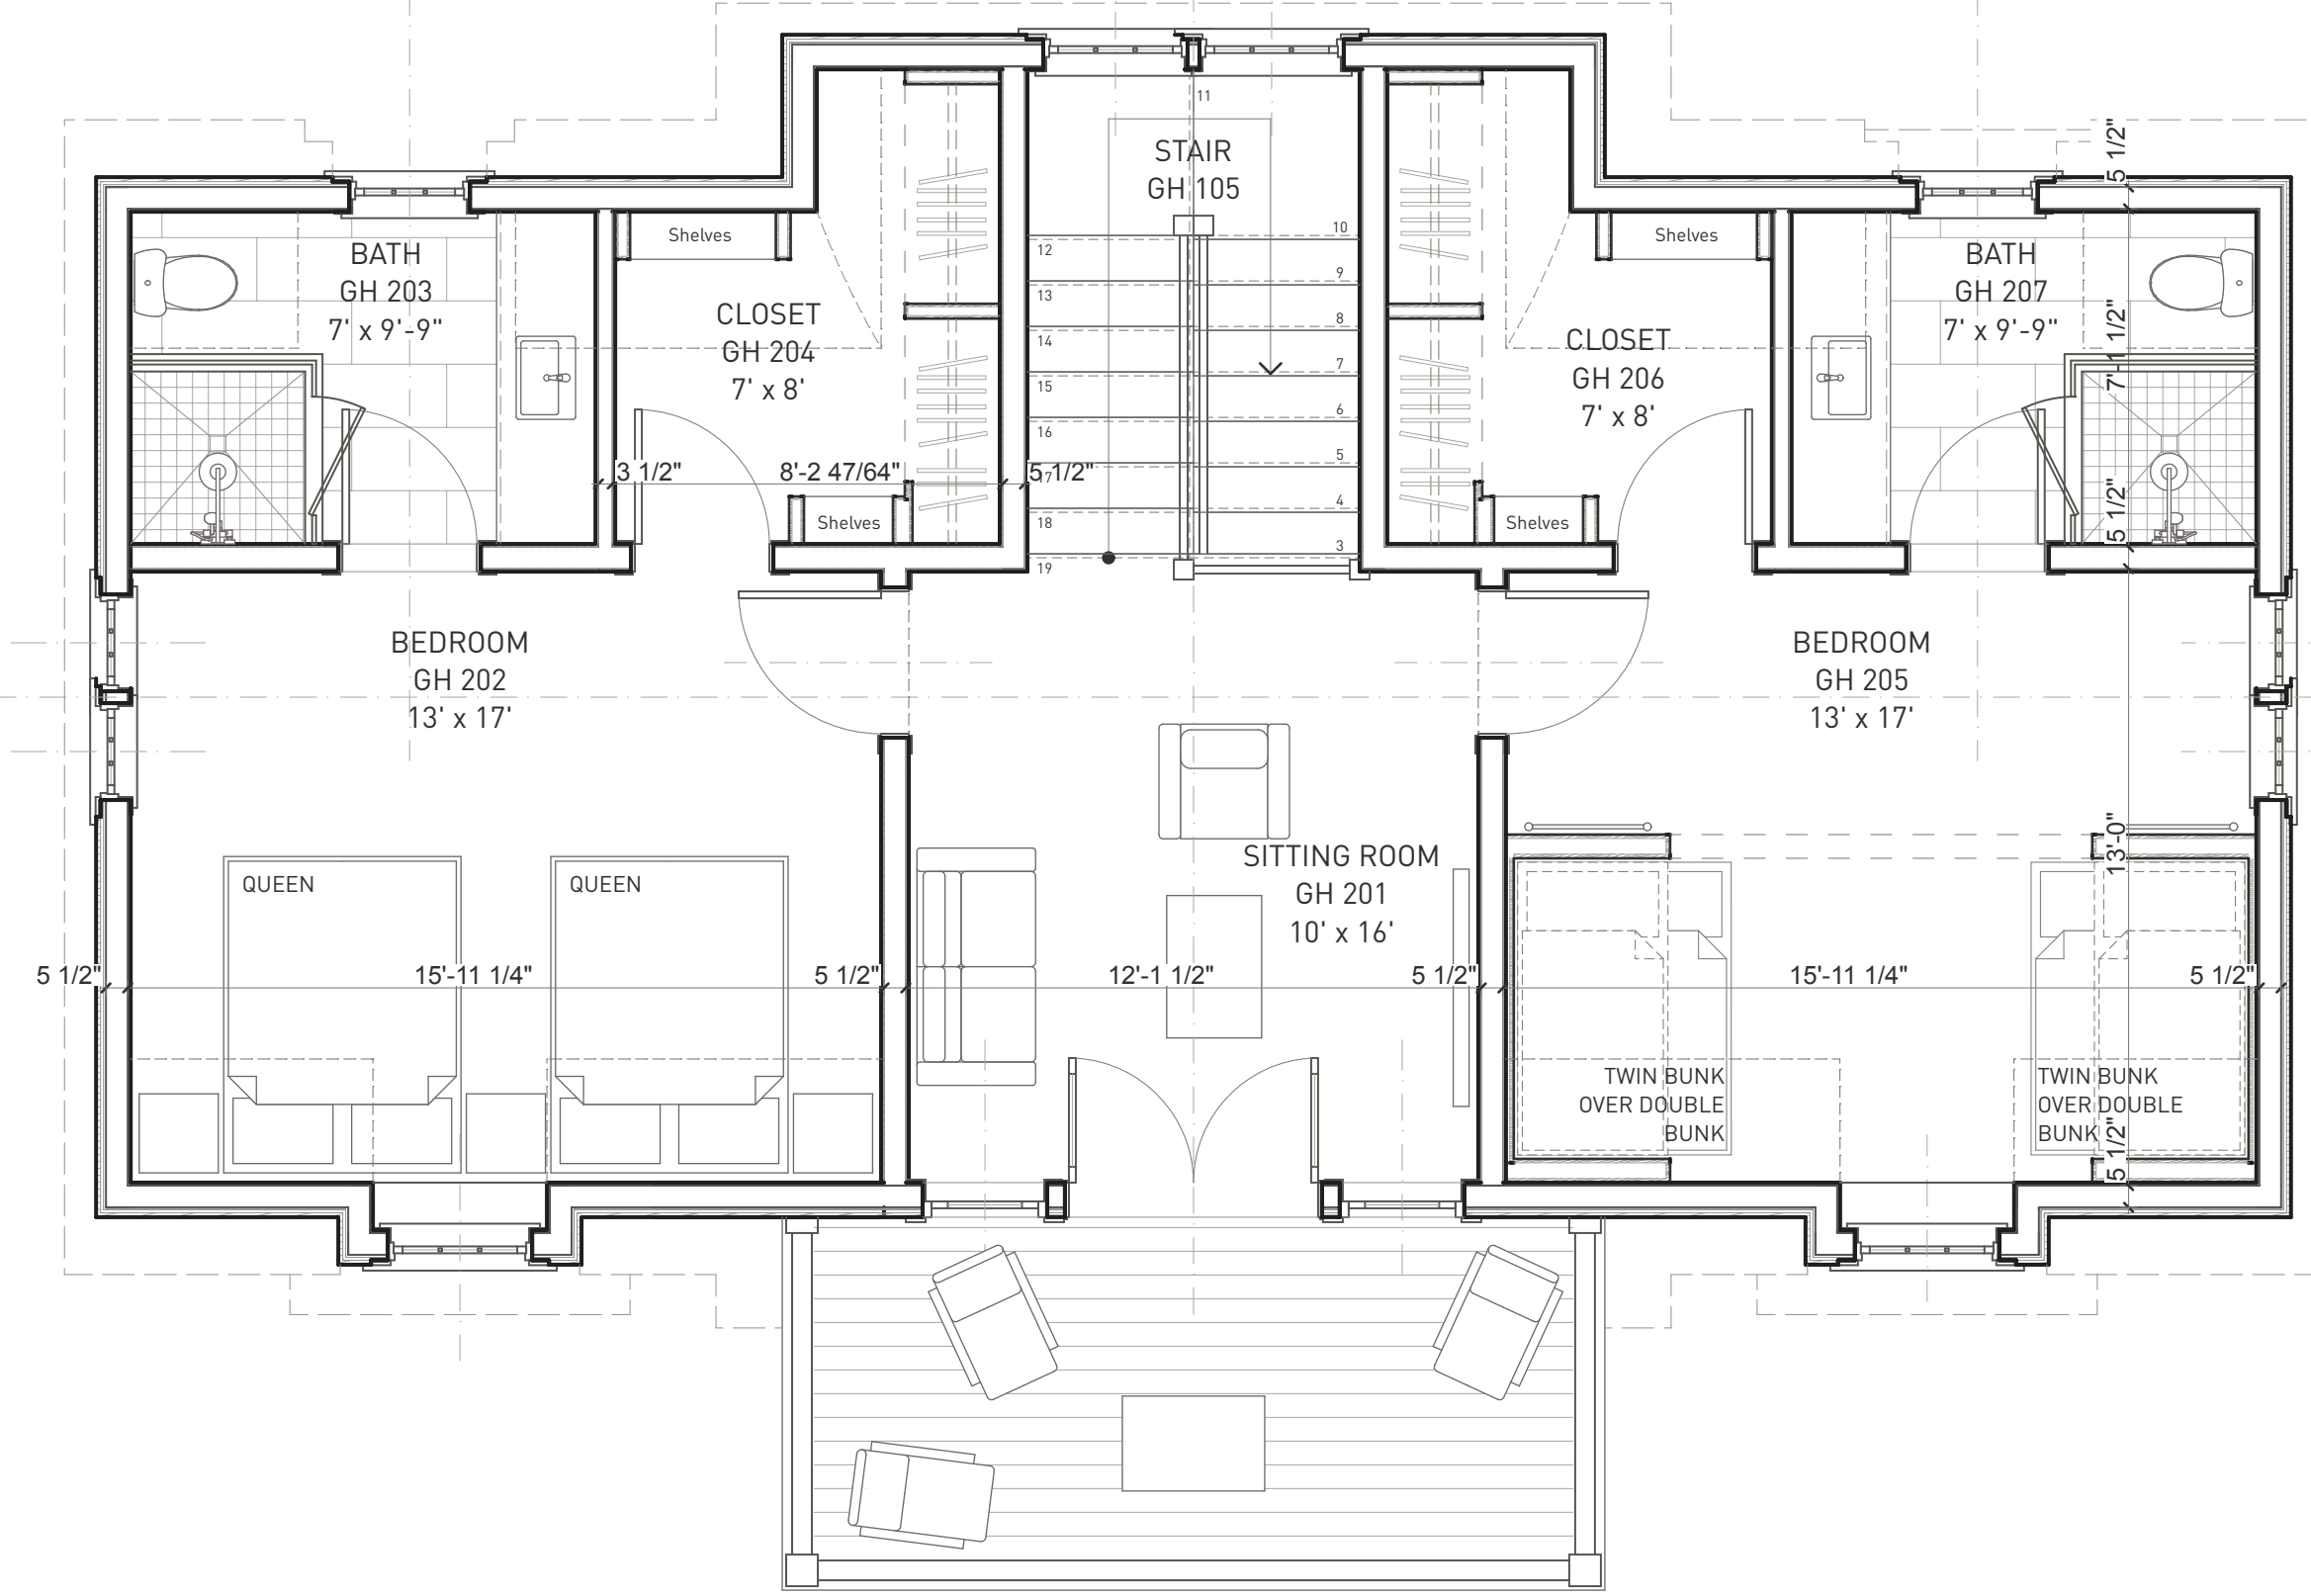 11
STAIR
GH 105
10
9
8
7
6
5
4
3
12
13
14
15
16
17
18
19
BATH
GH 203
7' x 9'-9"
Shelves
CLOSET
GH 204
7' x 8'
Shelves
3 1/2"
8'-2 47/64"
5 1/2"
Shelves
CLOSET
GH 206
7' x 8'
Shelves
BATH
GH 207
7' x 9'-9"
5 1/2"
7'-1 1/2"
5 1/2"
13'-0"
5 1/2"
BEDROOM
GH 202
13' x 17'
BEDROOM
GH 205
13' x 17'
QUEEN
QUEEN
SITTING ROOM
GH 201
10' x 16'
5 1/2"
15'-11 1/4"
5 1/2"
12'-1 1/2"
5 1/2"
15'-11 1/4"
5 1/2"
TWIN BUNK
OVER DOUBLE
BUNK
TWIN BUNK
OVER DOUBLE
BUNK